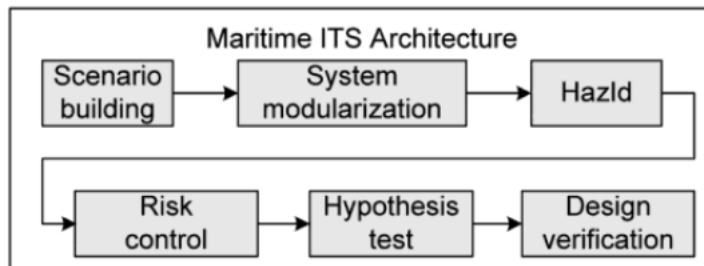 Maritime ITS Architecture
Scenario
building
System
modularization
HazId
Risk
control
Hypothesis
test
Design
verification